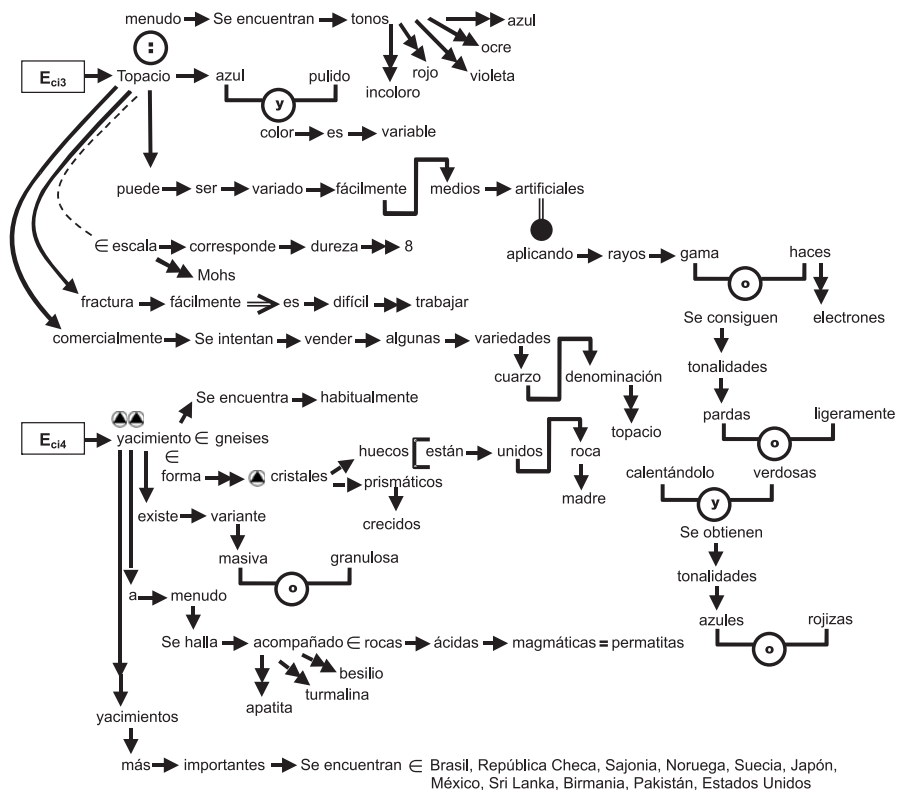 menudo Se encuentran tonos azul
ocre
rojo violeta
incoloro
:
E_ci3 Topacio azul pulido
y
color es variable
puede ser variado fácilmente medios artificiales
∈ escala corresponde dureza 8
Mohs
aplicando rayos gama haces
o
electrones
fractura fácilmente es difícil trabajar
Se consiguen
comercialmente Se intentan vender algunas variedades
tonalidades
cuarzo denominación
topacio
pardas ligeramente
o
Se encuentra habitualmente
E_ci4 yacimiento ∈ gneises
∈
forma cristales huecos están unidos roca
prismáticos madre
crecidos
calentándolo verdosas
y
existe variante
Se obtienen
masiva granulosa
o
tonalidades
a menudo
azules rojizas
o
Se halla acompañado ∈ rocas ácidas magmáticas = permatitas
besilio
turmalina
apatita
yacimientos
más importantes Se encuentran ∈ Brasil, República Checa, Sajonia, Noruega, Suecia, Japón,
México, Sri Lanka, Birmania, Pakistán, Estados Unidos